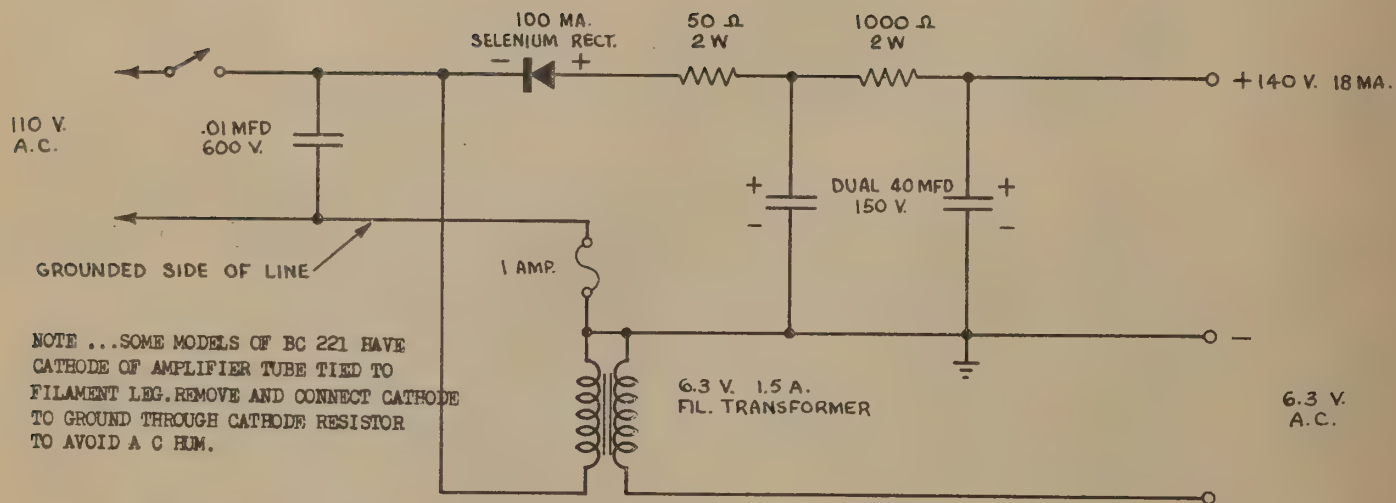 100 MA.
SELENIUM RECT.
- +
50 Ω
2 W
1000 Ω
2 W
+ 140 V. 18 MA.
110 V.
A.C.
.01 MFD
600 V.
+ DUAL 40 MFD +
- 150 V. -
GROUNDED SIDE OF LINE
1 AMP.
-
NOTE ...SOME MODELS OF BC 221 HAVE
CATHODE OF AMPLIFIER TUBE TIED TO
FILAMENT LEG.REMOVE AND CONNECT CATHODE
TO GROUND THROUGH CATHODE RESISTOR
TO AVOID A C HUM.
6.3 V. 1.5 A.
FIL. TRANSFORMER
6.3 V.
A.C.